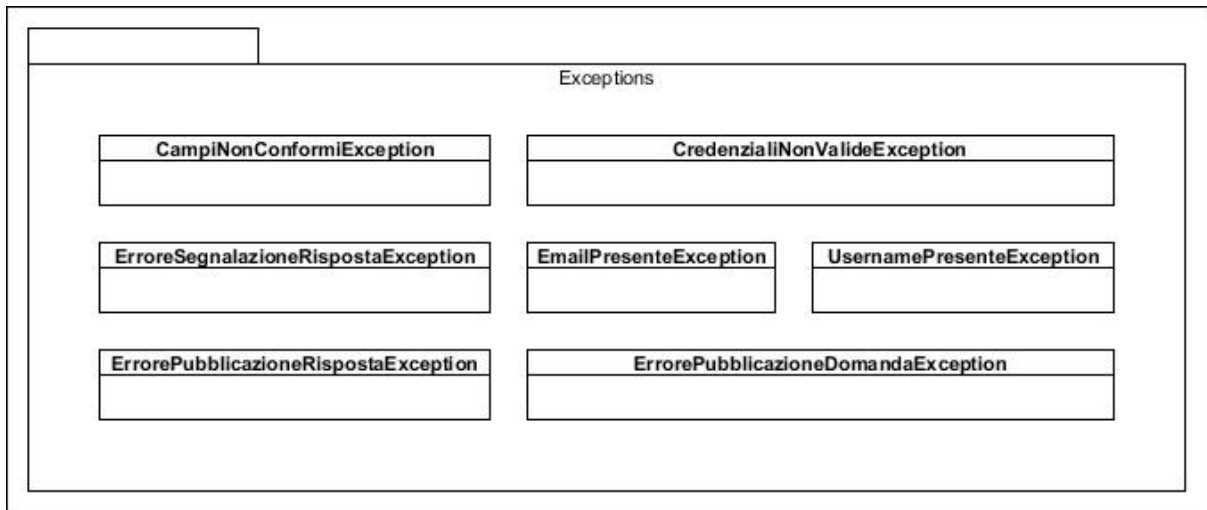 Exceptions
CampiNonConformiException
CredenzialiNonValideException
ErroreSegnalazioneRispostaException
EmailPresenteException
UsernamePresenteException
ErrorePubblicazioneRispostaException
ErrorePubblicazioneDomandaException